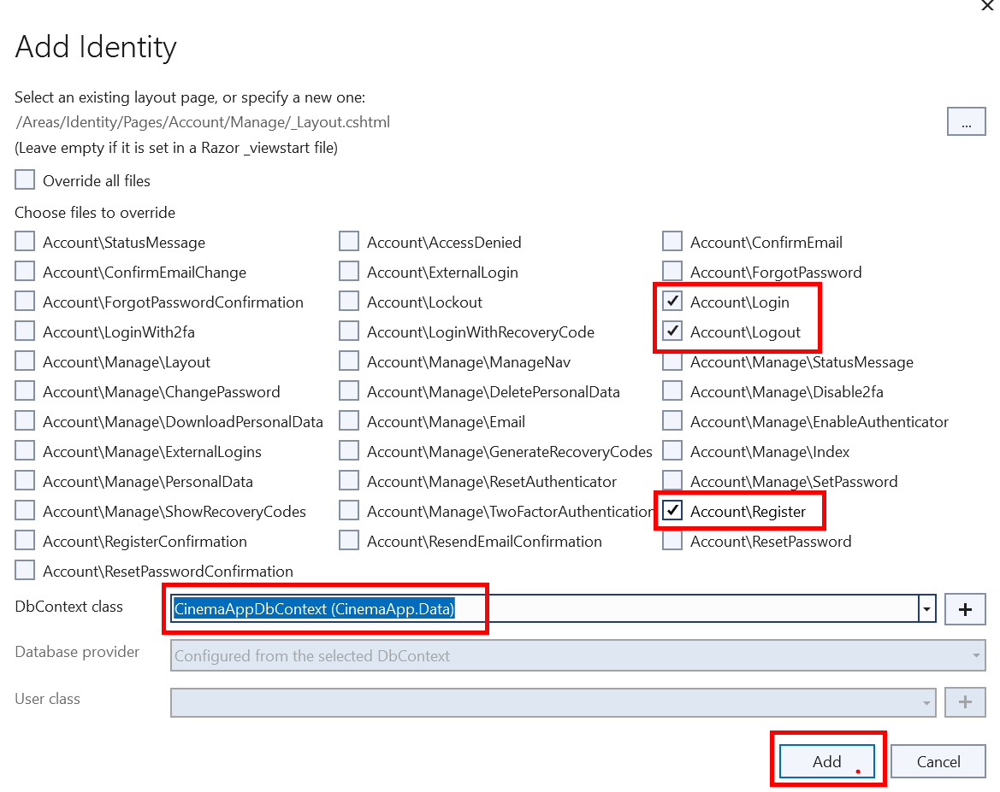 Add Identity
Select an existing layout page, or specify a new one:
/Areas/Identity/Pages/Account/Manage/_Layout.cshtml
...
(Leave empty if it is set in a Razor _viewstart file)
Override all files
Choose files to override
Account\StatusMessage Account\AccessDenied Account\ConfirmEmail
Account\ConfirmEmailChange Account\ExternalLogin Account\ForgotPassword
Account\ForgotPasswordConfirmation Account\Lockout Account\Login
Account\LoginWith2fa Account\LoginWithRecoveryCode Account\Logout
Account\Manage\Layout Account\Manage\ManageNav Account\Manage\StatusMessage
Account\Manage\ChangePassword Account\Manage\DeletePersonalData Account\Manage\Disable2fa
Account\Manage\DownloadPersonalData Account\Manage\Email Account\Manage\EnableAuthenticator
Account\Manage\ExternalLogins Account\Manage\GenerateRecoveryCodes Account\Manage\Index
Account\Manage\PersonalData Account\Manage\ResetAuthenticator Account\Manage\SetPassword
Account\Manage\ShowRecoveryCodes Account\Manage\TwoFactorAuthentication Account\Register
Account\RegisterConfirmation Account\ResendEmailConfirmation Account\ResetPassword
Account\ResetPasswordConfirmation
DbContext class CinemaAppDbContext (CinemaApp.Data) +
Database provider Configured from the selected DbContext
User class +
Add Cancel